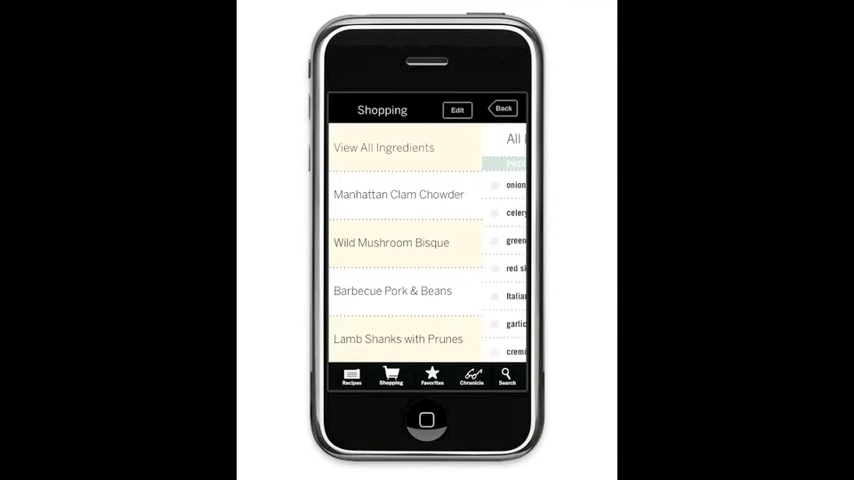 Shopping
Edit
Back
View All Ingredients
All
Manhattan Clam Chowder
onion
Wild Mushroom Bisque
celery
green
Barbecue Pork & Beans
red
Italian
garlic
Lamb Shanks with Prunes
Recipes
Shopping
Favorites
Chronicle
Search